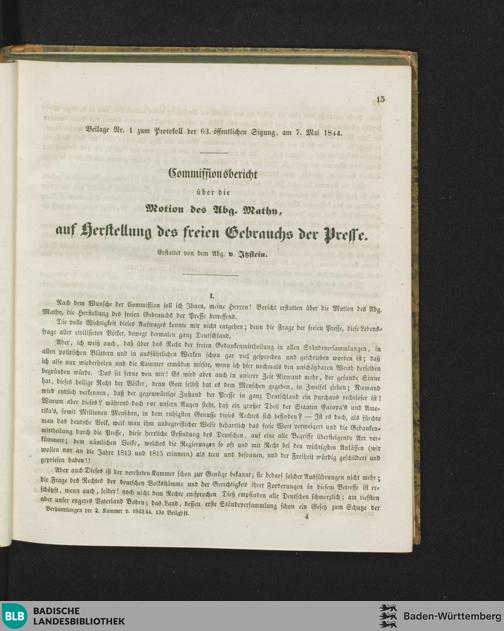 15
Beilage Nr. 1 zum Protokoll der 63. öffentlichen Sitzung, am 7. Mai 1844.
Commissionsbericht
über die
Motion des Abg. Mathy,
auf Herstellung des freien Gebrauchs der Presse.
Erstattet von dem Abg. v. Itzstein.
I.
Nach dem Wunsche der Commission soll ich Ihnen, meine Herren! Bericht erstatten über die Motion des Abg.
Mathy, die Herstellung des freien Gebrauchs der Presse betreffend.
Die volle Wichtigkeit dieses Auftrages konnte mir nicht entgehen; denn die Frage der freien Presse, diese Lebens-
frage aller civilisirten Völker, bewegt dermalen ganz Deutschland.
Aber, ich weiß auch, daß über das Recht der freien Gedankenmittheilung in allen Ständeversammlungen, in
allen politischen Blättern und in ausführlichen Werken schon gar viel gesprochen und geschrieben worden ist; daß
ich also nur wiederholen und die Kammer ermüden müßte, wenn ich hier nochmals den unschätzbaren Werth derselben
begründen würde. Das sei ferne von mir! Es wird aber auch in unserer Zeit Niemand mehr, der gesunde Sinne
hat, dieses heilige Recht der Völker, denn Gott selbst hat es dem Menschen gegeben, in Zweifel ziehen; Niemand
wird endlich verkennen, daß der gegenwärtige Zustand der Presse in ganz Deutschland ein durchaus rechtloser ist!
Warum aber dieses? während doch vor unsern Augen steht, daß ein großer Theil der Staaten Europa's und Ame-
rika's, somit Millionen Menschen, in dem ruhigsten Genusse dieses Rechtes sich befinden? — Ist es doch, als fürchte
man das deutsche Volk, weil man ihm unbegreiflicher Weise beharrlich das freie Wort verweigert und die Gedanken-
mittheilung durch die Presse, diese herrliche Erfindung des Deutschen, auf eine alle Begriffe übersteigende Art ver-
kümmert; dem nämlichen Volke, welches die Regierungen so oft und mit Recht bei den wichtigsten Anlässen (wir
wollen nur an die Jahre 1813 und 1815 erinnern) als treu und besonnen, und der Freiheit würdig geschildert und
gepriesen haben!!
Aber auch Dieses ist der verehrten Kammer schon zur Genüge bekannt; sie bedarf solcher Ausführungen nicht mehr;
die Frage des Rechtes der deutschen Volksstämme und der Gerechtigkeit ihrer Forderungen in diesem Betreffe ist er-
schöpft, wenn auch, leider! noch nicht dem Rechte entsprochen. Dieß empfinden alle Deutschen schmerzlich; am tiefsten
aber unser engeres Vaterland Baden; das Land, dessen erste Ständeversammlung schon ein Gesetz zum Schutze der
Verhandlungen der 2. Kammer v. 1843/44. 13s Beilghft.
4
BLB
BADISCHE
LANDESBIBLIOTHEK
Baden-Württemberg